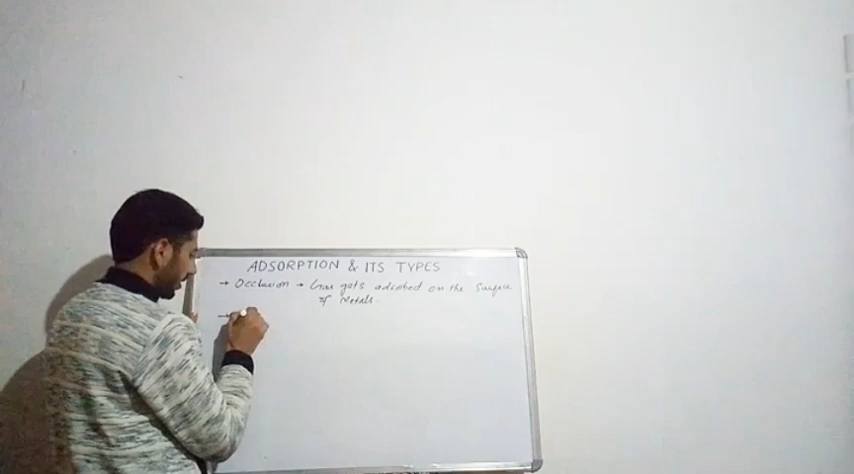 ADSORPTION & ITS TYPES
→ Occlusion → Gas gets adsorbed on the Surface
of Metals.
→